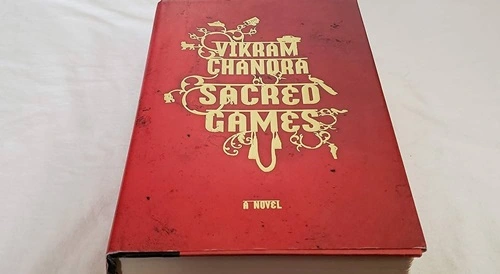 VIKRAM
CHANDRA
SACRED
GAMES
A NOVEL